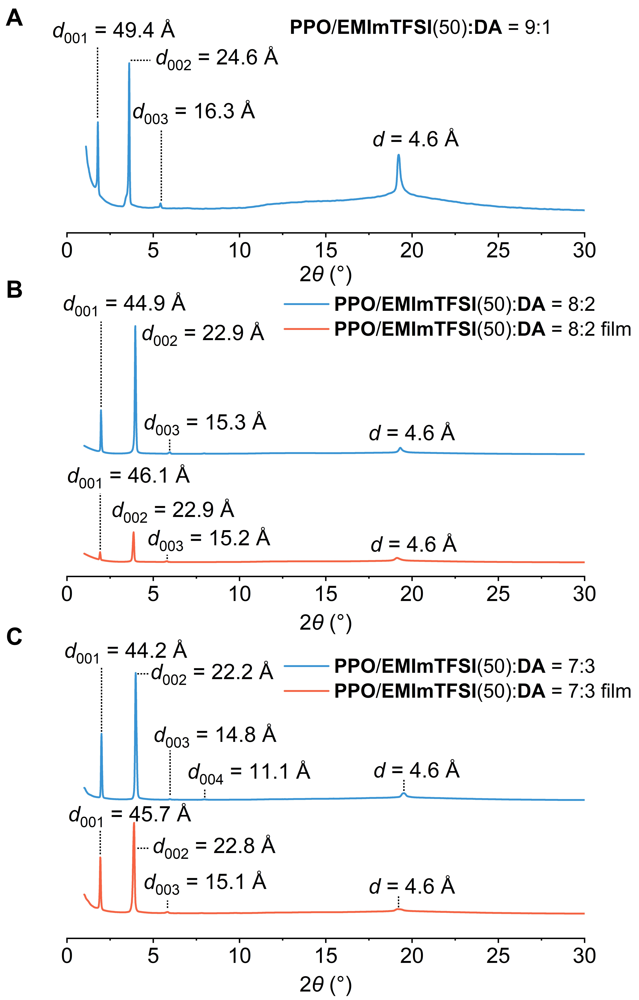 A
d001 = 49.4 Å
PPO/EMImTFSI(50):DA = 9:1
d002 = 24.6 Å
d003 = 16.3 Å
d = 4.6 Å
0 5 10 15 20 25 30
2θ (°)
B
d001 = 44.9 Å
PPO/EMImTFSI(50):DA = 8:2
d002 = 22.9 Å
PPO/EMImTFSI(50):DA = 8:2 film
d003 = 15.3 Å
d = 4.6 Å
d001 = 46.1 Å
d002 = 22.9 Å
d003 = 15.2 Å
d = 4.6 Å
0 5 10 15 20 25 30
2θ (°)
C
d001 = 44.2 Å
PPO/EMImTFSI(50):DA = 7:3
d002 = 22.2 Å
PPO/EMImTFSI(50):DA = 7:3 film
d003 = 14.8 Å
d004 = 11.1 Å
d = 4.6 Å
d001 = 45.7 Å
d002 = 22.8 Å
d003 = 15.1 Å
d = 4.6 Å
0 5 10 15 20 25 30
2θ (°)